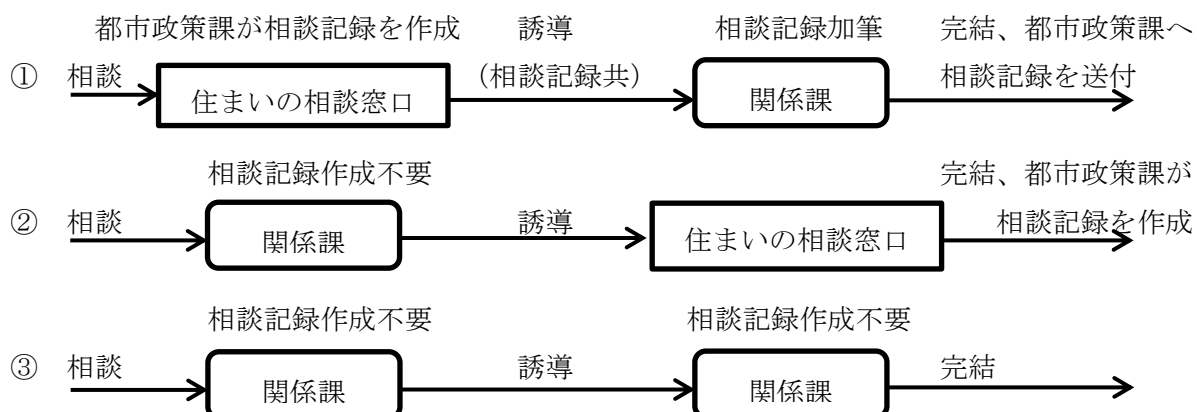 都市政策課が相談記録を作成 誘導 相談記録加筆 完結、都市政策課へ
① 相談 住まいの相談窓口 (相談記録共) 関係課 相談記録を送付
相談記録作成不要 完結、都市政策課が
② 相談 関係課 誘導 住まいの相談窓口 相談記録を作成
相談記録作成不要 相談記録作成不要
③ 相談 関係課 誘導 関係課 完結